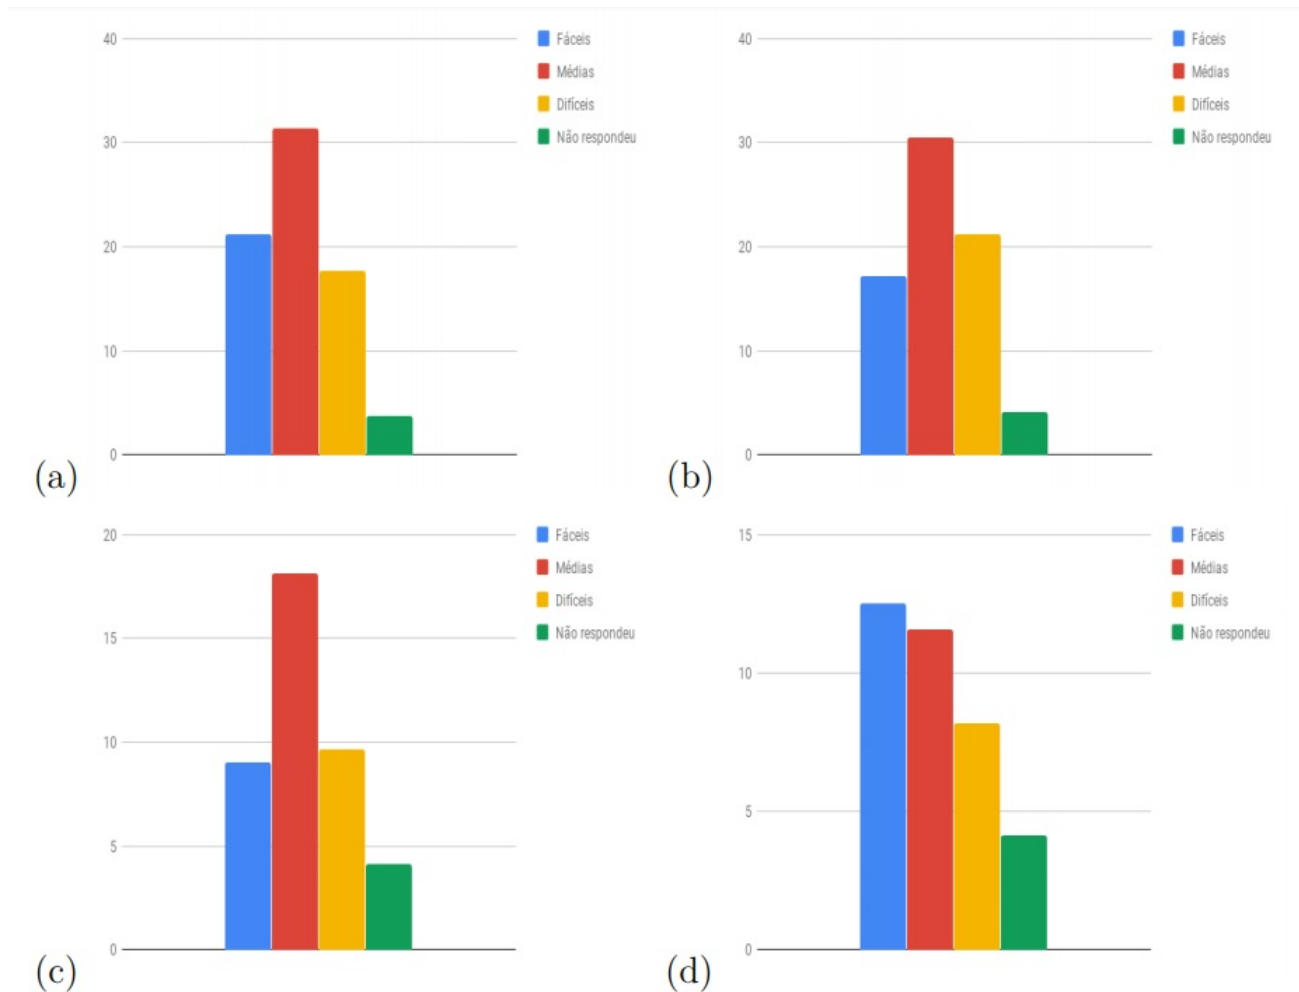 40
30
20
10
0
Fáceis
Médias
Difíceis
Não respondeu
(a)
40
30
20
10
0
Fáceis
Médias
Difíceis
Não respondeu
(b)
20
15
10
5
0
Fáceis
Médias
Difíceis
Não respondeu
(c)
15
10
5
0
Fáceis
Médias
Difíceis
Não respondeu
(d)